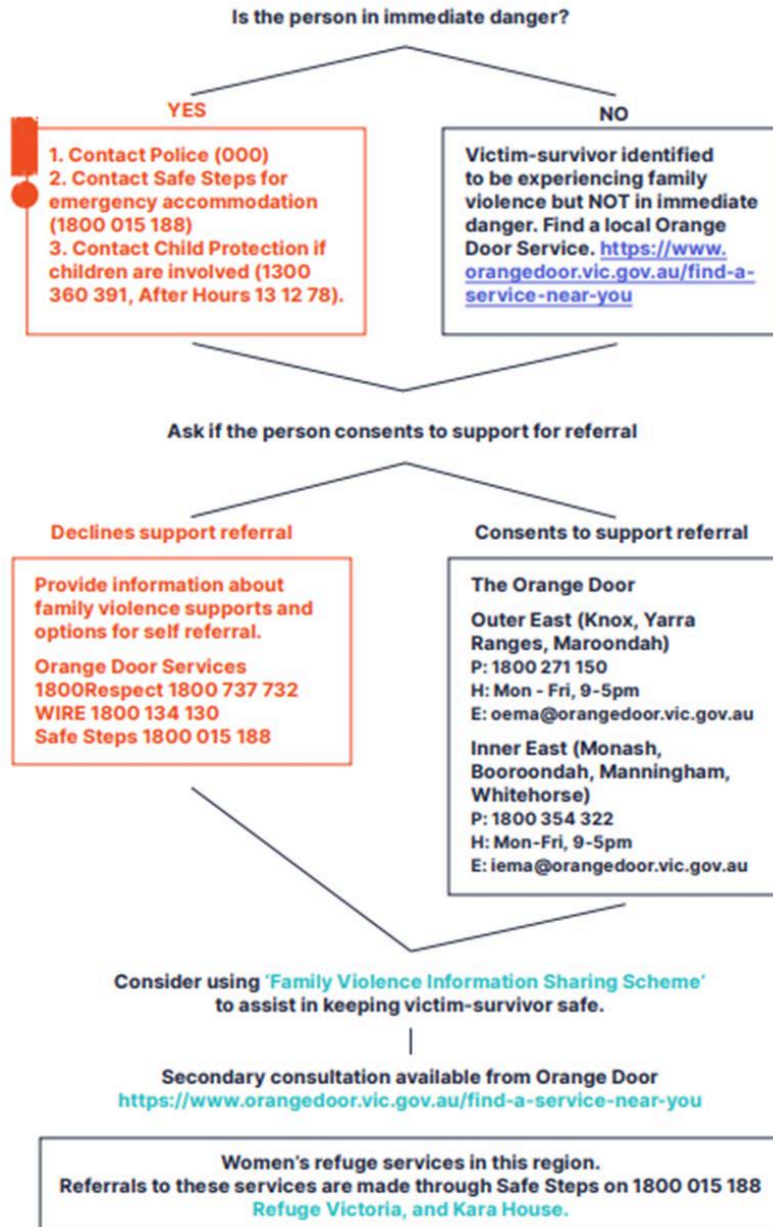 Is the person in immediate danger?
YES
1. Contact Police (000)
2. Contact Safe Steps for
emergency accommodation
(1800 015 188)
3. Contact Child Protection if
children are involved (1300
360 391, After Hours 13 12 78).
NO
Victim-survivor identified
to be experiencing family
violence but NOT in immediate
danger. Find a local Orange
Door Service. https://www.
orangedoor.vic.gov.au/find-a-
service-near-you
Ask if the person consents to support for referral
Declines support referral
Provide information about
family violence supports and
options for self referral.
Orange Door Services
1800Respect 1800 737 732
WIRE 1800 134 130
Safe Steps 1800 015 188
Consents to support referral
The Orange Door
Outer East (Knox, Yarra
Ranges, Maroondah)
P: 1800 271 150
H: Mon - Fri, 9-5pm
E: oema@orangedoor.vic.gov.au
Inner East (Monash,
Booroondah, Manningham,
Whitehorse)
P: 1800 354 322
H: Mon-Fri, 9-5pm
E: iema@orangedoor.vic.gov.au
Consider using ‘Family Violence Information Sharing Scheme’
to assist in keeping victim-survivor safe.
Secondary consultation available from Orange Door
https://www.orangedoor.vic.gov.au/find-a-service-near-you
Women’s refuge services in this region.
Referrals to these services are made through Safe Steps on 1800 015 188
Refuge Victoria, and Kara House.